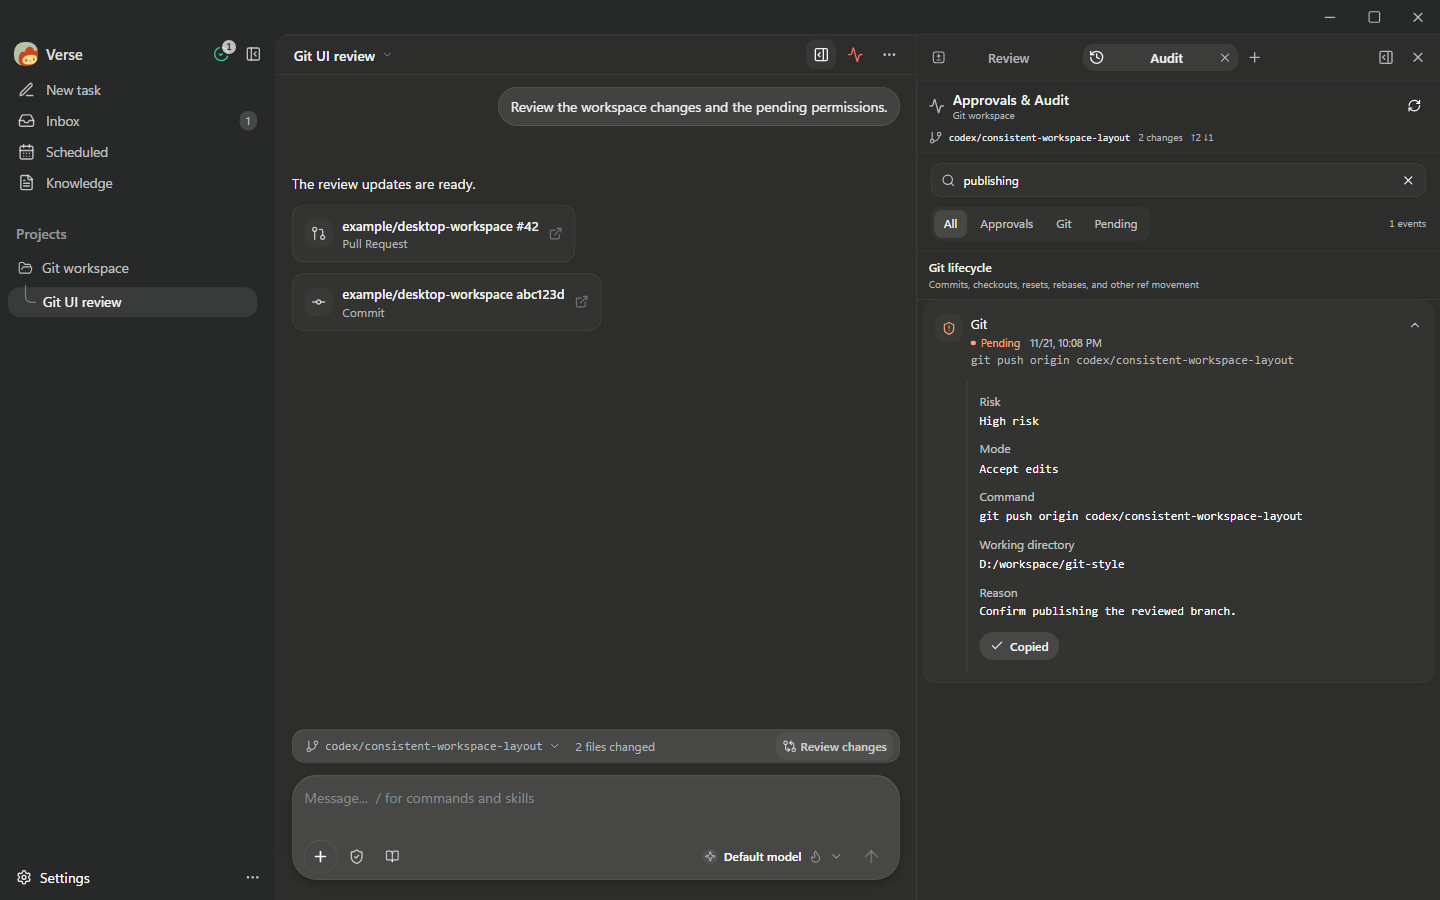 Verse
1
New task
Inbox
1
Scheduled
Knowledge
Projects
Git workspace
Git UI review
Settings
Git UI review
Review the workspace changes and the pending permissions.
The review updates are ready.
example/desktop-workspace #42
Pull Request
example/desktop-workspace abc123d
Commit
codex/consistent-workspace-layout
2 files changed
Review changes
Message... / for commands and skills
Default model
Review
Audit
Approvals & Audit
Git workspace
codex/consistent-workspace-layout 2 changes ↑2 ↓1
publishing
All
Approvals
Git
Pending
1 events
Git lifecycle
Commits, checkouts, resets, rebases, and other ref movement
Git
Pending 11/21, 10:08 PM
git push origin codex/consistent-workspace-layout
Risk
High risk
Mode
Accept edits
Command
git push origin codex/consistent-workspace-layout
Working directory
D:/workspace/git-style
Reason
Confirm publishing the reviewed branch.
Copied